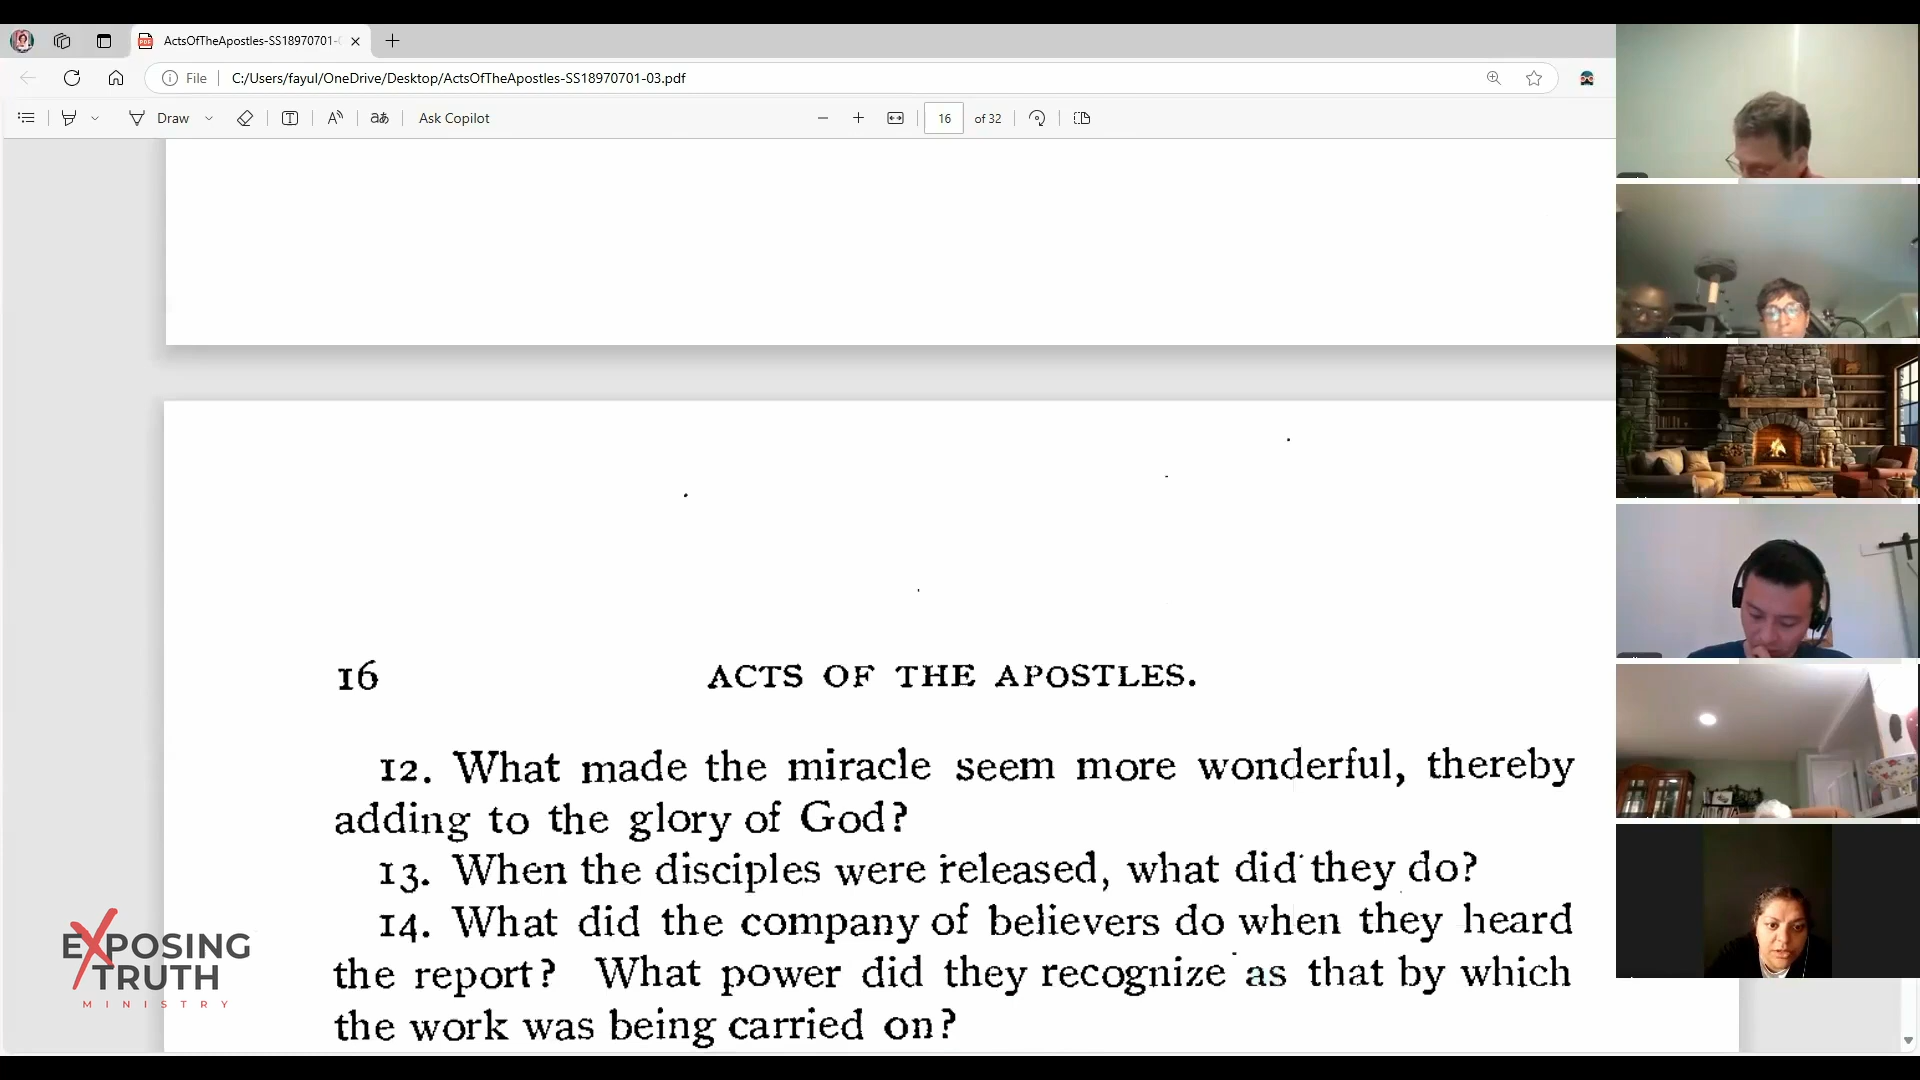 ActsOfTheApostles-SS18970701-
File
C:/Users/fayul/OneDrive/Desktop/ActsOfTheApostles-SS18970701-03.pdf
Draw
Ask Copilot
16
of 32
16 ACTS OF THE APOSTLES.
12. What made the miracle seem more wonderful, thereby
adding to the glory of God?
13. When the disciples were released, what did they do?
14. What did the company of believers do when they heard
the report? What power did they recognize as that by which
the work was being carried on?
EXPOSING
TRUTH
MINISTRY